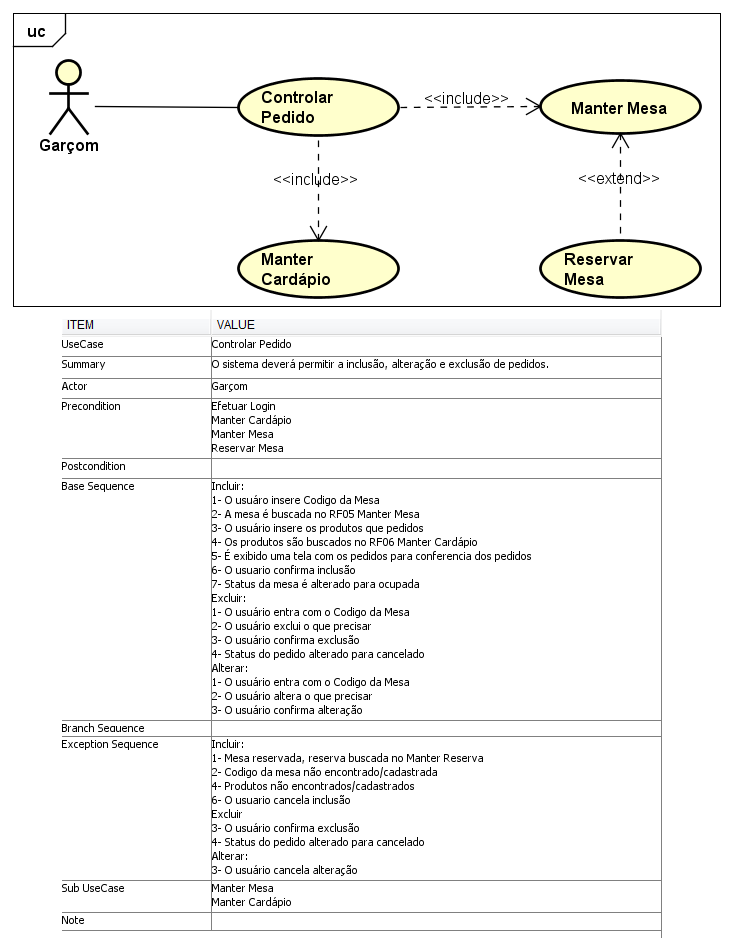 uc
Garçom
Controlar
Pedido
<<include>>
Manter Mesa
<<include>>
<<extend>>
Manter
Cardápio
Reservar
Mesa
ITEM VALUE
UseCase Controlar Pedido
Summary O sistema deverá permitir a inclusão, alteração e exclusão de pedidos.
Actor Garçom
Precondition Efetuar Login
Manter Cardápio
Manter Mesa
Reservar Mesa
Postcondition
Base Sequence Incluir:
1- O usuáro insere Codigo da Mesa
2- A mesa é buscada no RF05 Manter Mesa
3- O usuário insere os produtos que pedidos
4- Os produtos são buscados no RF06 Manter Cardápio
5- É exibido uma tela com os pedidos para conferencia dos pedidos
6- O usuario confirma inclusão
7- Status da mesa é alterado para ocupada
Excluir:
1- O usuário entra com o Codigo da Mesa
2- O usuário exclui o que precisar
3- O usuário confirma exclusão
4- Status do pedido alterado para cancelado
Alterar:
1- O usuário entra com o Codigo da Mesa
2- O usuário altera o que precisar
3- O usuário confirma alteração
Branch Sequence
Exception Sequence Incluir:
1- Mesa reservada, reserva buscada no Manter Reserva
2- Codigo da mesa não encontrado/cadastrada
4- Produtos não encontrados/cadastrados
6- O usuario cancela inclusão
Excluir
3- O usuário confirma exclusão
4- Status do pedido alterado para cancelado
Alterar:
3- O usuário cancela alteração
Sub UseCase Manter Mesa
Manter Cardápio
Note